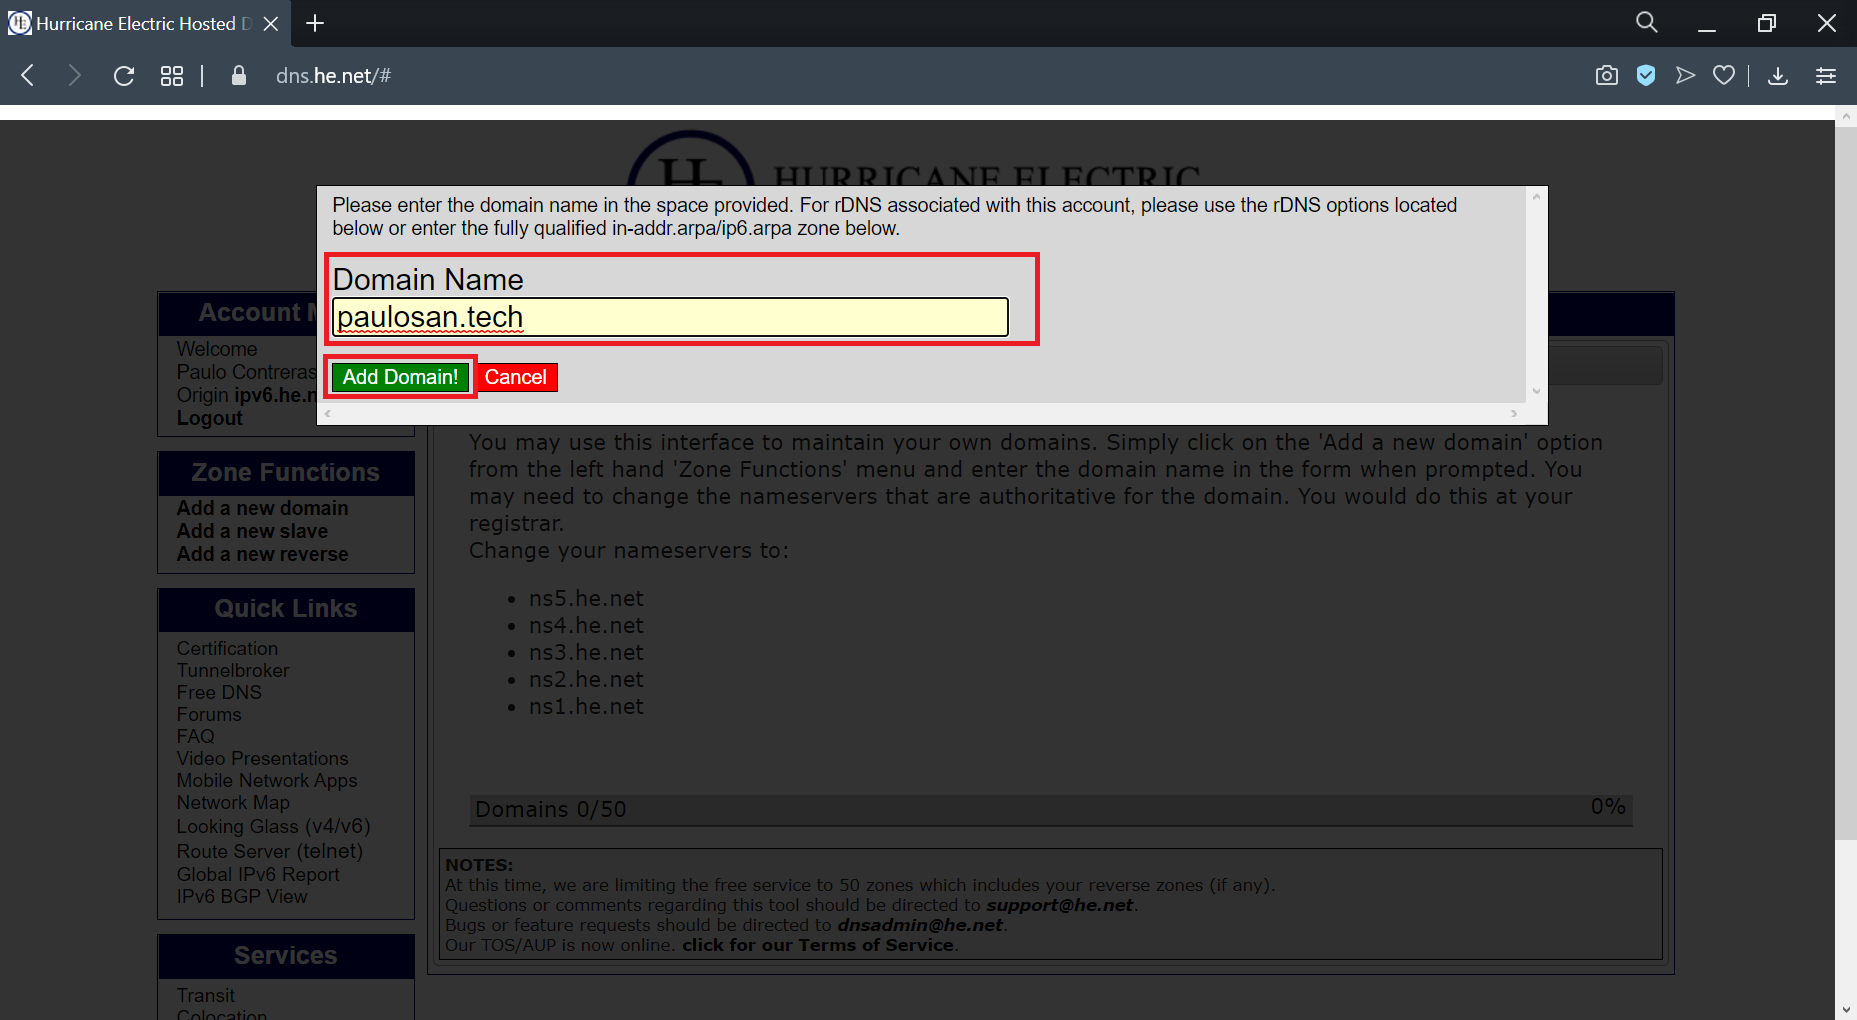 Hurricane Electric Hosted D
dns.he.net/#
HURRICANE ELECTRIC
Please enter the domain name in the space provided. For rDNS associated with this account, please use the rDNS options located
below or enter the fully qualified in-addr.arpa/ip6.arpa zone below.
Domain Name
paulosan.tech
Add Domain!
Cancel
Account M
Welcome
Paulo Contreras
Origin ipv6.he.n
Logout
Zone Functions
Add a new domain
Add a new slave
Add a new reverse
Quick Links
Certification
Tunnelbroker
Free DNS
Forums
FAQ
Video Presentations
Mobile Network Apps
Network Map
Looking Glass (v4/v6)
Route Server (telnet)
Global IPv6 Report
IPv6 BGP View
Services
Transit
Colocation
You may use this interface to maintain your own domains. Simply click on the 'Add a new domain' option
from the left hand 'Zone Functions' menu and enter the domain name in the form when prompted. You
may need to change the nameservers that are authoritative for the domain. You would do this at your
registrar.
Change your nameservers to:
• ns5.he.net
• ns4.he.net
• ns3.he.net
• ns2.he.net
• ns1.he.net
Domains 0/50 0%
NOTES:
At this time, we are limiting the free service to 50 zones which includes your reverse zones (if any).
Questions or comments regarding this tool should be directed to support@he.net.
Bugs or feature requests should be directed to dnsadmin@he.net.
Our TOS/AUP is now online. click for our Terms of Service.